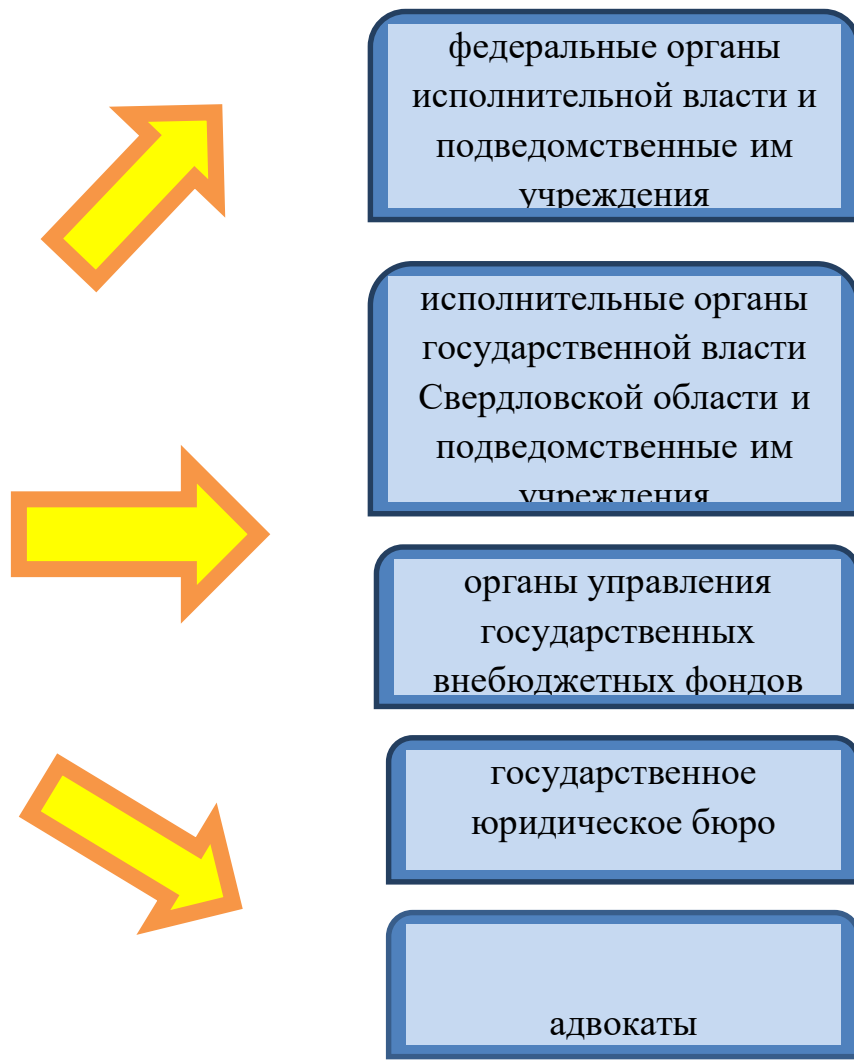 федеральные органы
исполнительной власти и
подведомственные им
учреждения
исполнительные органы
государственной власти
Свердловской области и
подведомственные им
учреждения
органы управления
государственных
внебюджетных фондов
государственное
юридическое бюро
адвокаты